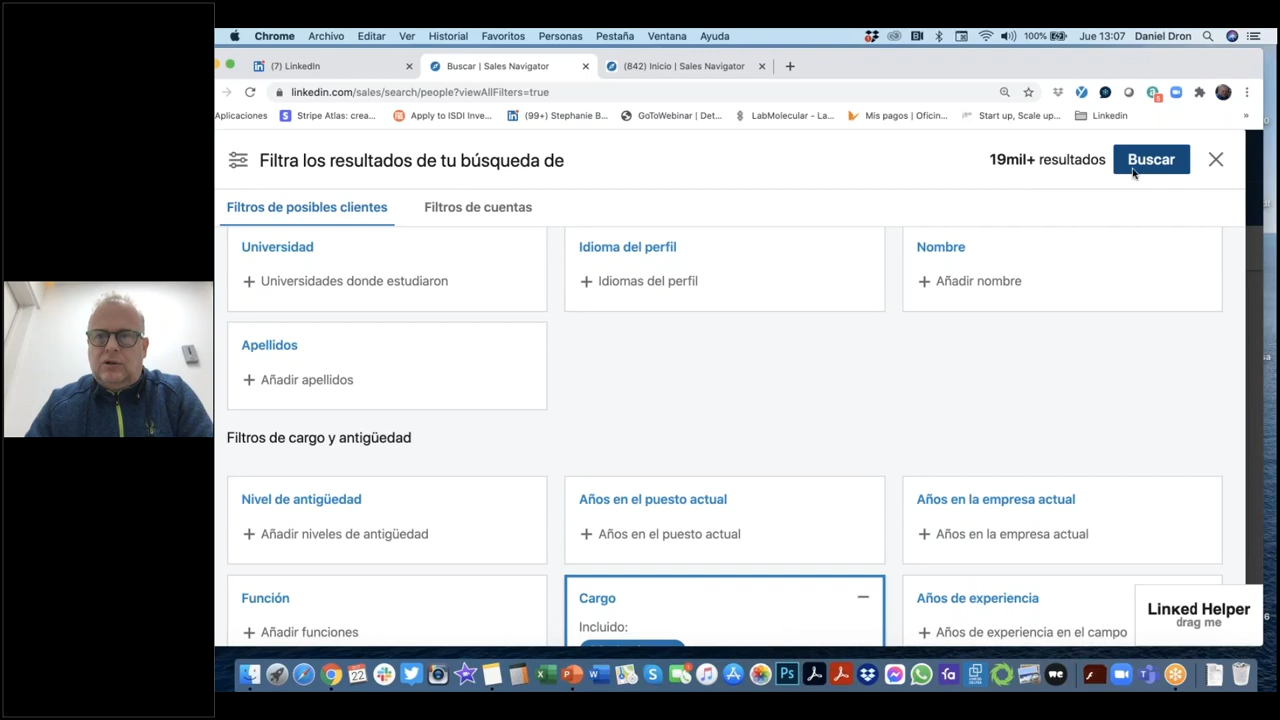 Chrome Archivo Editar Ver Historial Favoritos Personas Pestaña Ventana Ayuda 100% Jue 13:07 Daniel Dron
(7) LinkedIn Buscar | Sales Navigator (842) Inicio | Sales Navigator
linkedin.com/sales/search/people?viewAllFilters=true
Aplicaciones Stripe Atlas: crea... Apply to ISDI Inve... (99+) Stephanie B... GoToWebinar | Det... LabMolecular - La... Mis pagos | Oficin... Start up, Scale up... Linkedin
Filtra los resultados de tu búsqueda de 19mil+ resultados Buscar
Filtros de posibles clientes Filtros de cuentas
Universidad Idioma del perfil Nombre
+ Universidades donde estudiaron + Idiomas del perfil + Añadir nombre
Apellidos
+ Añadir apellidos
Filtros de cargo y antigüedad
Nivel de antigüedad Años en el puesto actual Años en la empresa actual
+ Añadir niveles de antigüedad + Años en el puesto actual + Años en la empresa actual
Función Cargo Años de experiencia
Incluido:
+ Añadir funciones + Años de experiencia en el campo
Linked Helper
drag me